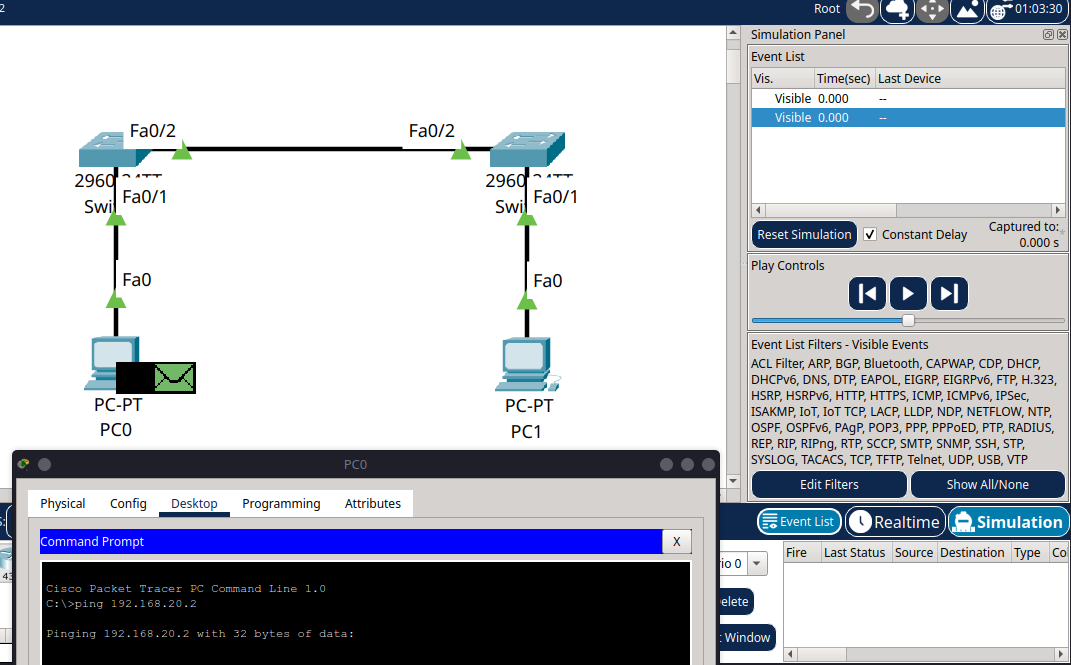 2
Root
01:03:30
Simulation Panel
Event List
Vis. Time(sec) Last Device
Visible 0.000 --
Visible 0.000 --
Reset Simulation
Constant Delay
Captured to:
0.000 s
Play Controls
Event List Filters - Visible Events
ACL Filter, ARP, BGP, Bluetooth, CAPWAP, CDP, DHCP,
DHCPv6, DNS, DTP, EAPOL, EIGRP, EIGRPv6, FTP, H.323,
HSRP, HSRPv6, HTTP, HTTPS, ICMP, ICMPv6, IPSec,
ISAKMP, IoT, IoT TCP, LACP, LLDP, NDP, NETFLOW, NTP,
OSPF, OSPFv6, PAgP, POP3, PPP, PPPoED, PTP, RADIUS,
REP, RIP, RIPng, RTP, SCCP, SMTP, SNMP, SSH, STP,
SYSLOG, TACACS, TCP, TFTP, Telnet, UDP, USB, VTP
Edit Filters
Show All/None
Event List
Realtime
Simulation
Fa0/2
Fa0/2
2960
2960
Fa0/1
Fa0/1
Swi
Swi
Fa0
Fa0
PC-PT
PC0
PC-PT
PC1
PC0
Physical Config Desktop Programming Attributes
Command Prompt
X
Cisco Packet Tracer PC Command Line 1.0
C:\>ping 192.168.20.2
Pinging 192.168.20.2 with 32 bytes of data:
rio 0
elete
Window
Fire Last Status Source Destination Type Co